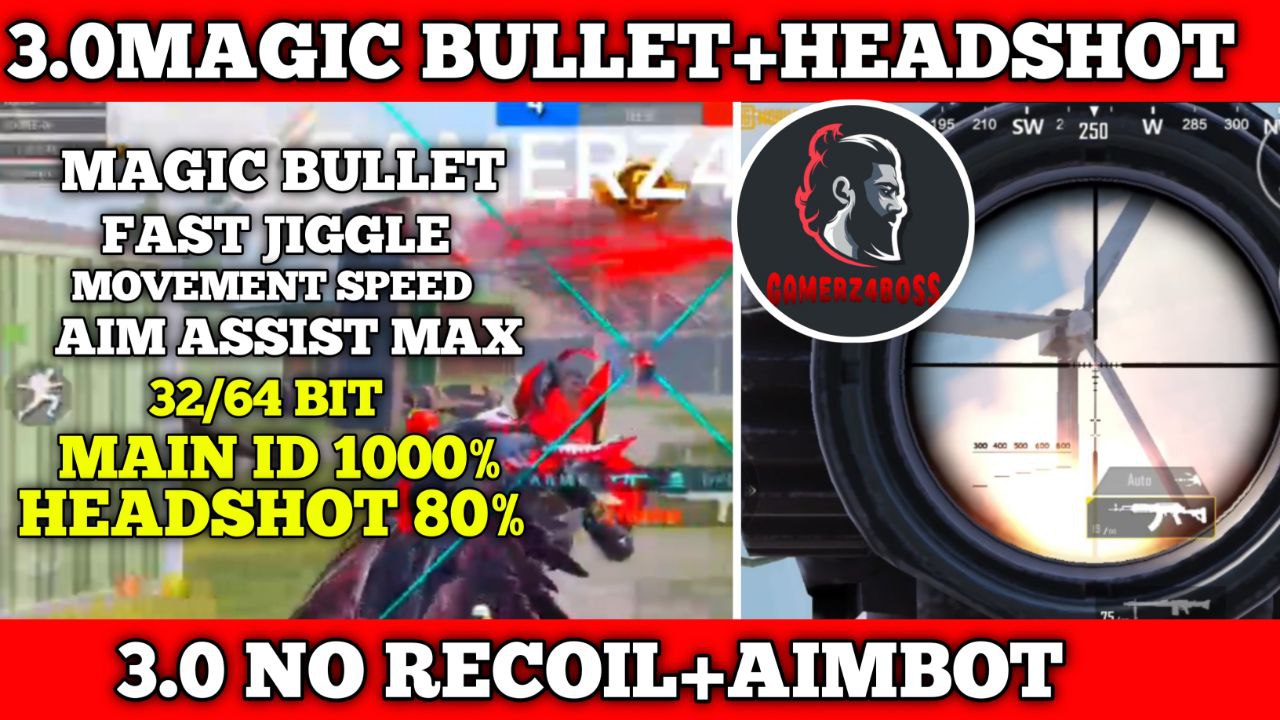 3.0MAGIC BULLET+HEADSHOT
MAGIC BULLET
FAST JIGGLE
MOVEMENT SPEED
AIM ASSIST MAX
32/64 BIT
MAIN ID 1000%
HEADSHOT 80%
GAMERZ4BOSS
195 210 SW 2 250 W 285 300 N
300 400 500 600 800
Auto
75
3.0 NO RECOIL+AIMBOT